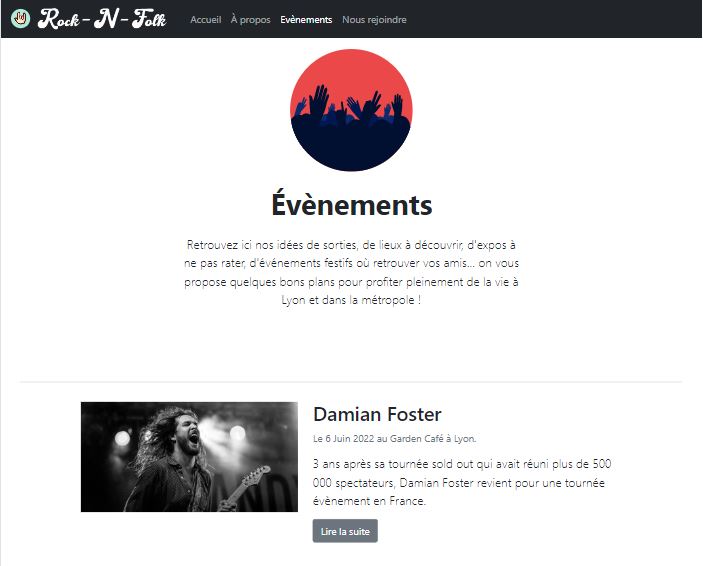 Rock - N - Folk
Accueil À propos Evènements Nous rejoindre
Évènements
Retrouvez ici nos idées de sorties, de lieux à découvrir, d'expos à
ne pas rater, d'événements festifs où retrouver vos amis... on vous
propose quelques bons plans pour profiter pleinement de la vie à
Lyon et dans la métropole !
Damian Foster
Le 6 Juin 2022 au Garden Café à Lyon.
3 ans après sa tournée sold out qui avait réuni plus de 500
000 spectateurs, Damian Foster revient pour une tournée
évènement en France.
Lire la suite